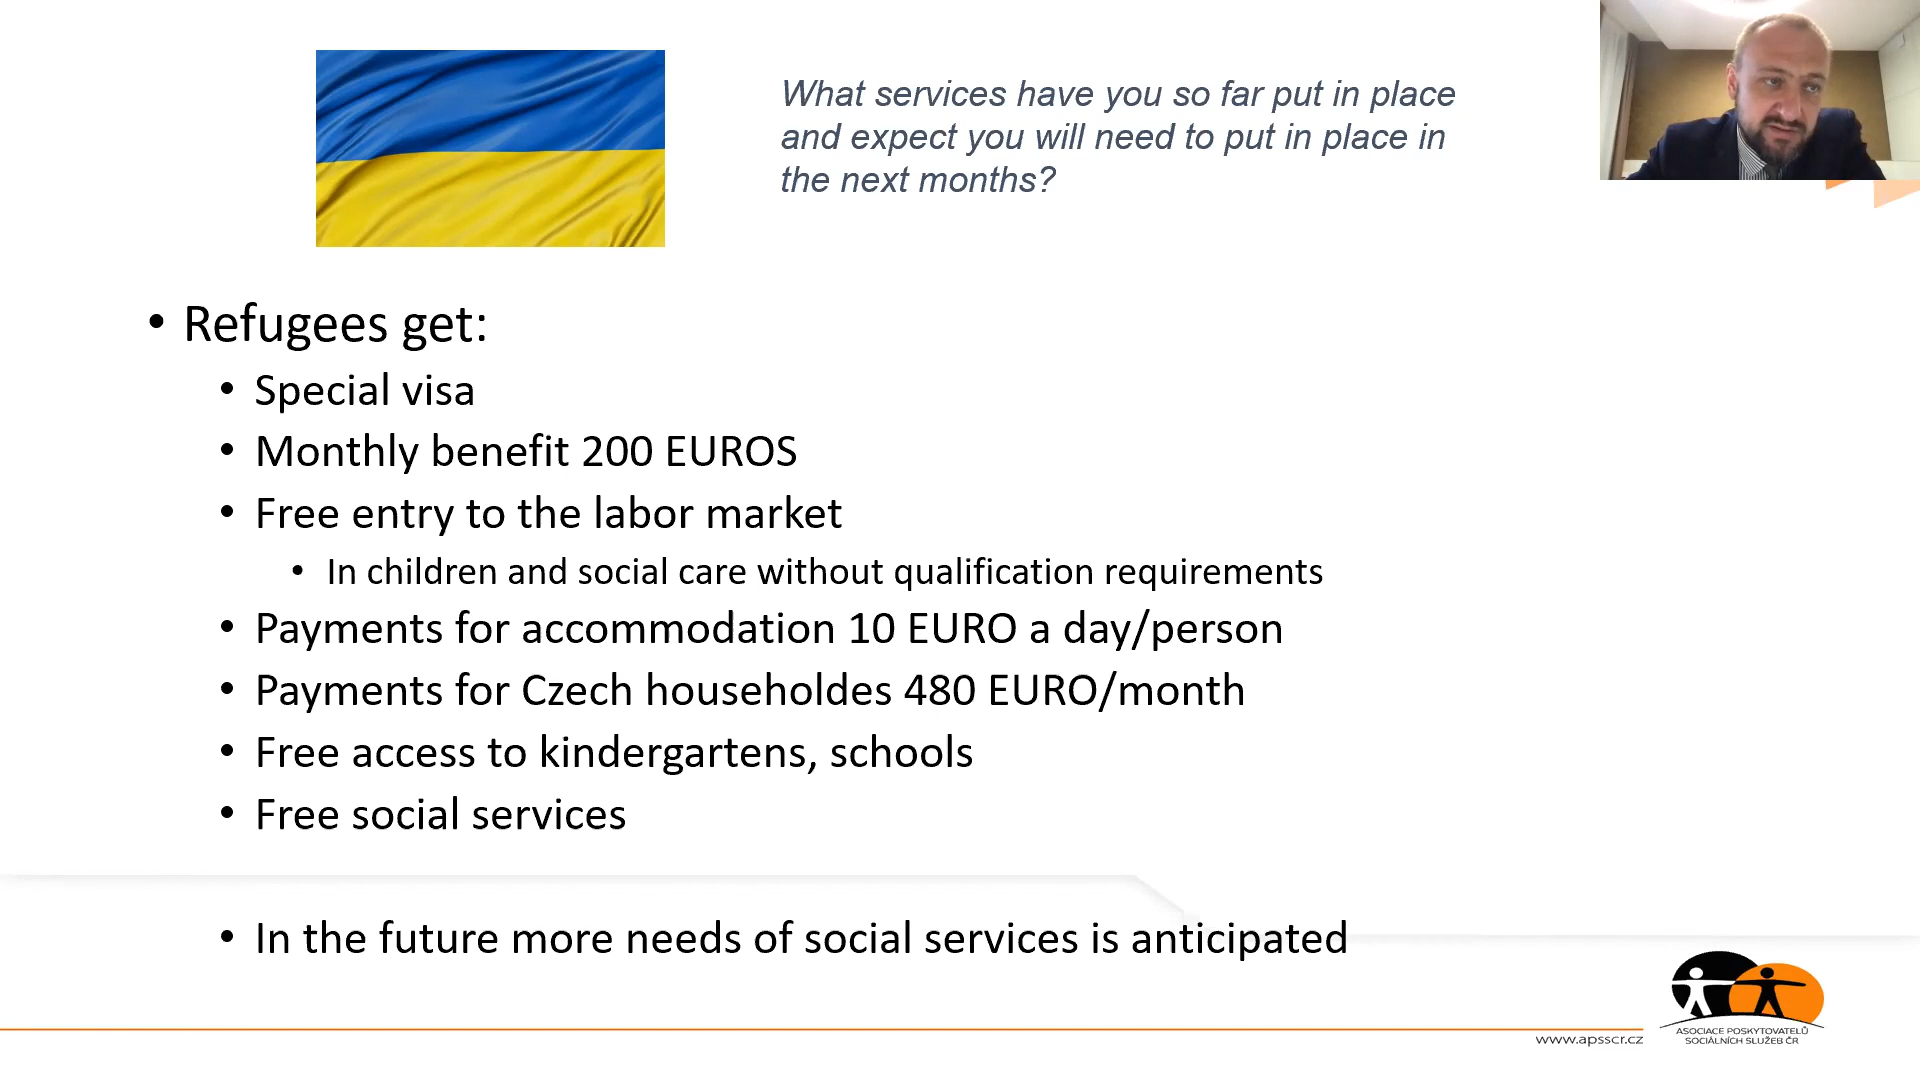 What services have you so far put in place
and expect you will need to put in place in
the next months?
• Refugees get:
• Special visa
• Monthly benefit 200 EUROS
• Free entry to the labor market
• In children and social care without qualification requirements
• Payments for accommodation 10 EURO a day/person
• Payments for Czech householdes 480 EURO/month
• Free access to kindergartens, schools
• Free social services
• In the future more needs of social services is anticipated
www.apsscr.cz
ASOCIACE POSKYTOVATELŮ
SOCIÁLNÍCH SLUŽEB ČR